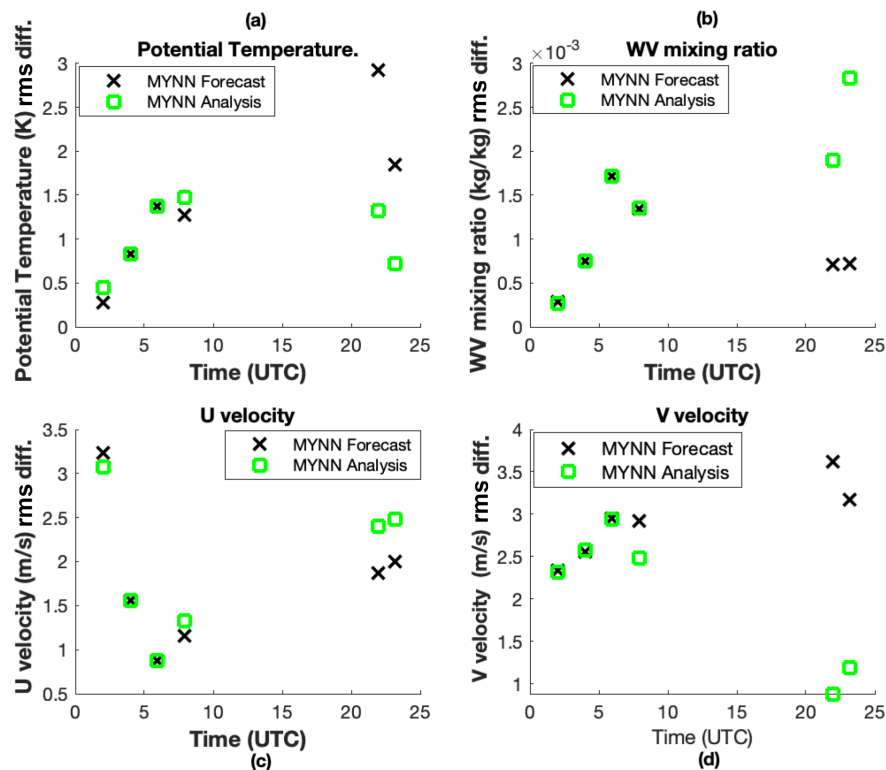 (a)
Potential Temperature.
MYNN Forecast
MYNN Analysis
Potential Temperature (K) rms diff.
3
2.5
2
1.5
1
0.5
0
0 5 10 15 20 25
Time (UTC)
(b)
×10⁻³
WV mixing ratio
MYNN Forecast
MYNN Analysis
WV mixing ratio (kg/kg) rms diff.
3
2.5
2
1.5
1
0.5
0
0 5 10 15 20 25
Time (UTC)
U velocity
MYNN Forecast
MYNN Analysis
U velocity (m/s) rms diff.
3.5
3
2.5
2
1.5
1
0.5
0 5 10 15 20 25
Time (UTC)
(c)
V velocity
MYNN Forecast
MYNN Analysis
V velocity (m/s) rms diff.
4
3.5
3
2.5
2
1.5
1
0 5 10 15 20 25
Time (UTC)
(d)